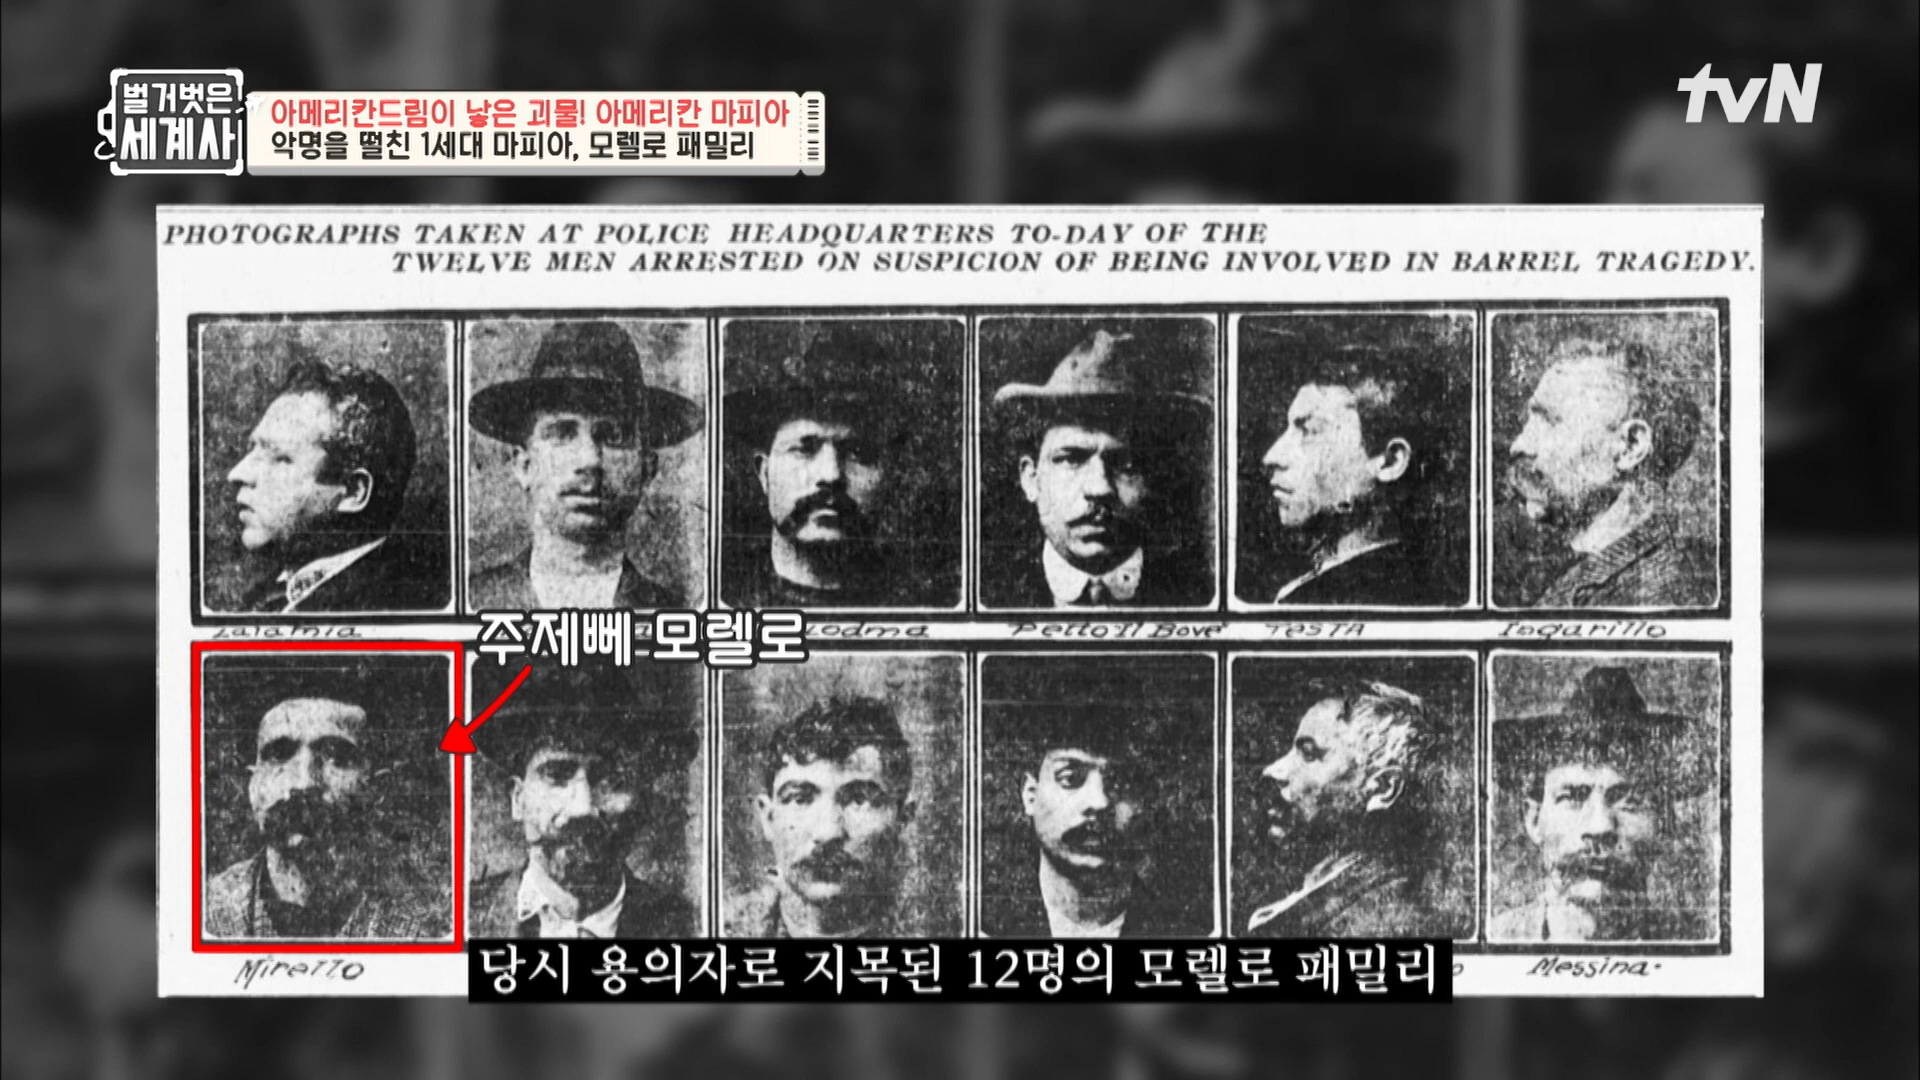 벌거벗은
세계사
아메리칸드림이 낳은 괴물! 아메리칸 마피아
악명을 떨친 1세대 마피아, 모렐로 패밀리
tvN
PHOTOGRAPHS TAKEN AT POLICE HEADQUARTERS TO-DAY OF THE
TWELVE MEN ARRESTED ON SUSPICION OF BEING INVOLVED IN BARREL TRAGEDY.
Lalamia
Petto Il Bove
TESTA
주제뻬 모렐로
Messina.
당시 용의자로 지목된 12명의 모렐로 패밀리